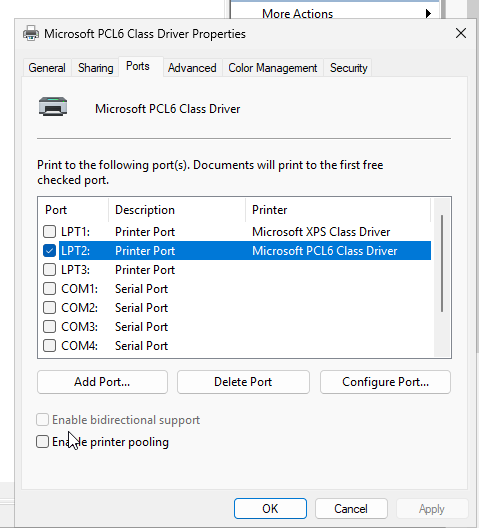 More Actions
Microsoft PCL6 Class Driver Properties
General Sharing Ports Advanced Color Management Security
Microsoft PCL6 Class Driver
Print to the following port(s). Documents will print to the first free
checked port.
Port Description Printer
LPT1: Printer Port Microsoft XPS Class Driver
LPT2: Printer Port Microsoft PCL6 Class Driver
LPT3: Printer Port
COM1: Serial Port
COM2: Serial Port
COM3: Serial Port
COM4: Serial Port
Add Port... Delete Port Configure Port...
Enable bidirectional support
Enable printer pooling
OK Cancel Apply